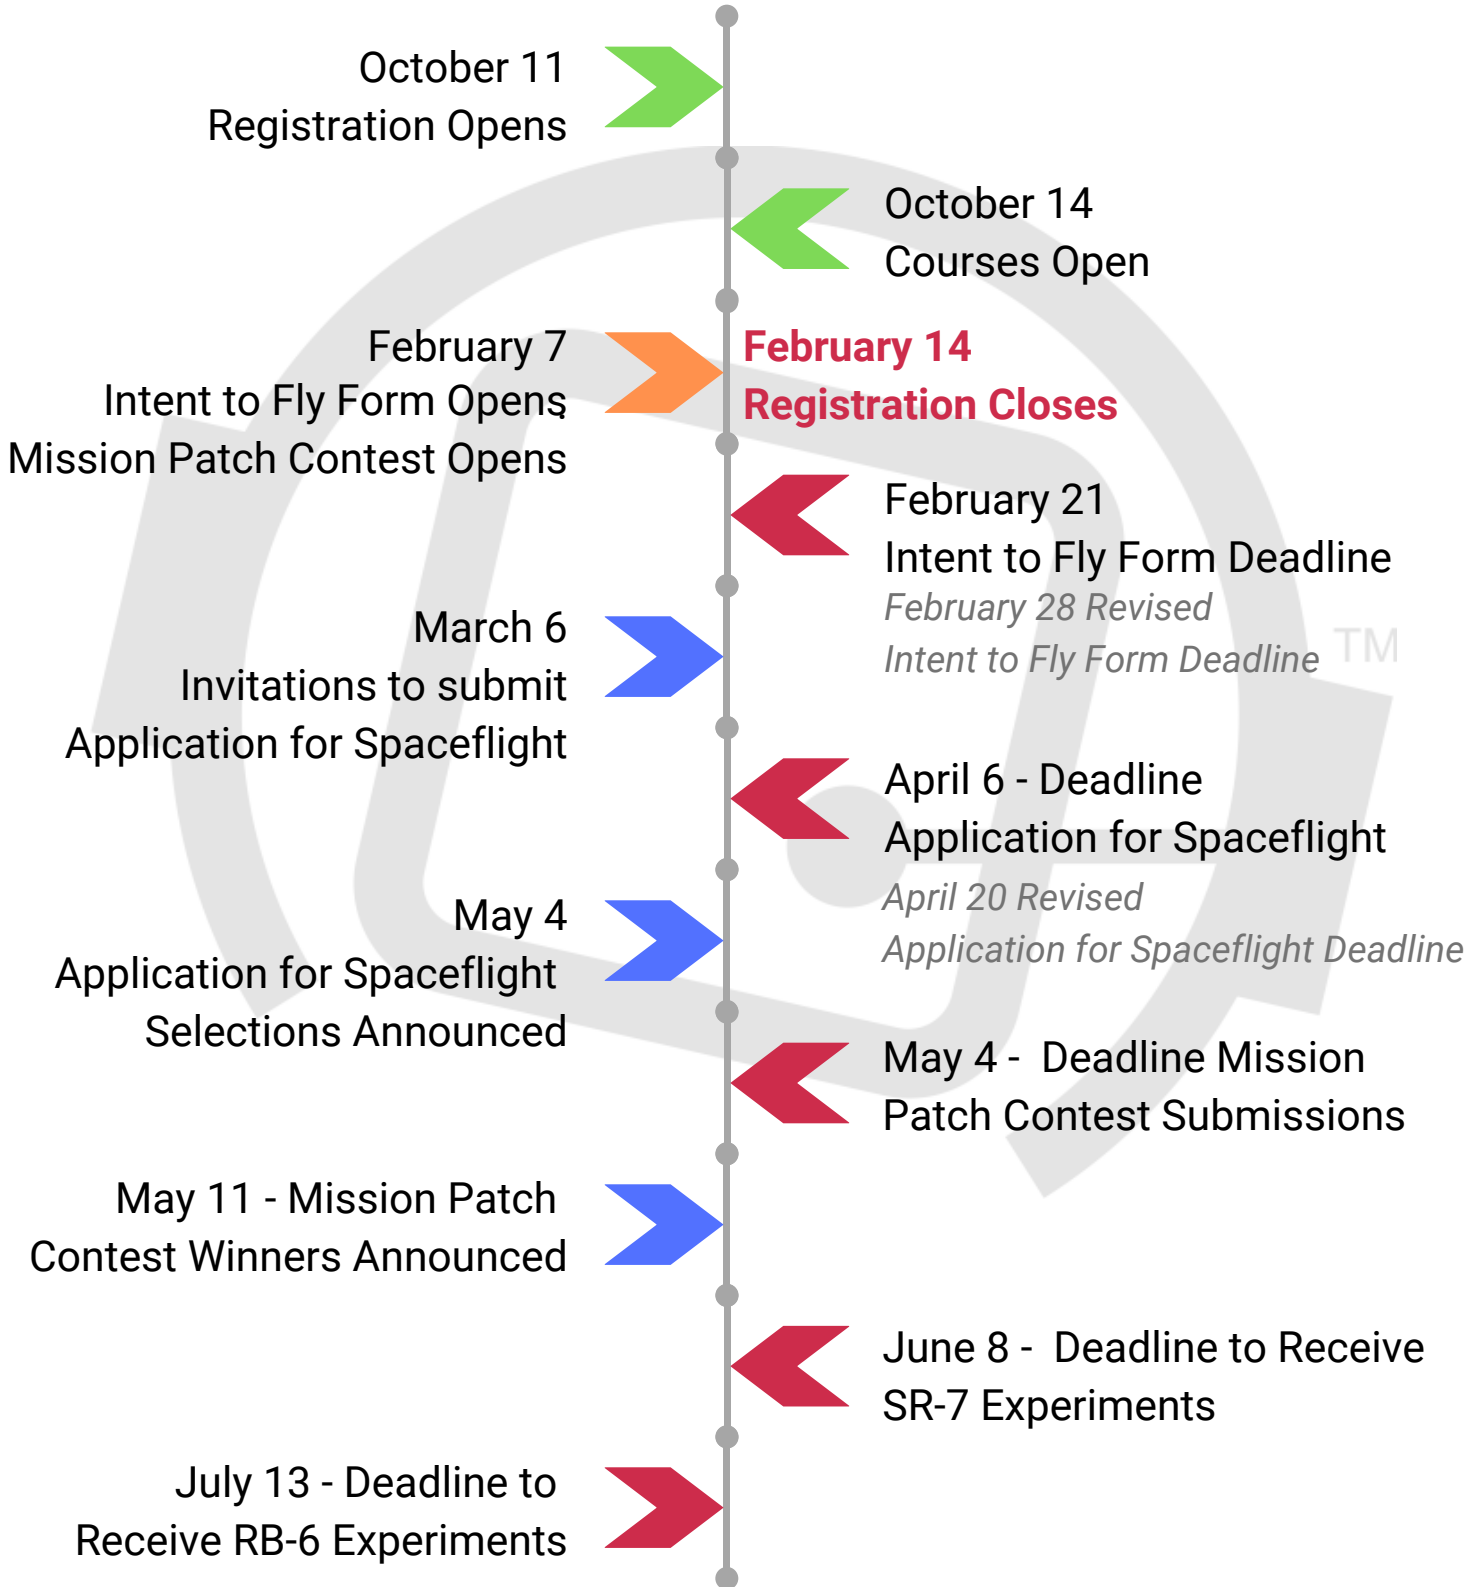 October 11
Registration Opens
October 14
Courses Open
February 7
Intent to Fly Form Opens
Mission Patch Contest Opens
February 14
Registration Closes
February 21
Intent to Fly Form Deadline
February 28 Revised
Intent to Fly Form Deadline
TM
March 6
Invitations to submit
Application for Spaceflight
April 6 - Deadline
Application for Spaceflight
April 20 Revised
Application for Spaceflight Deadline
May 4
Application for Spaceflight
Selections Announced
May 4 - Deadline Mission
Patch Contest Submissions
May 11 - Mission Patch
Contest Winners Announced
June 8 - Deadline to Receive
SR-7 Experiments
July 13 - Deadline to
Receive RB-6 Experiments